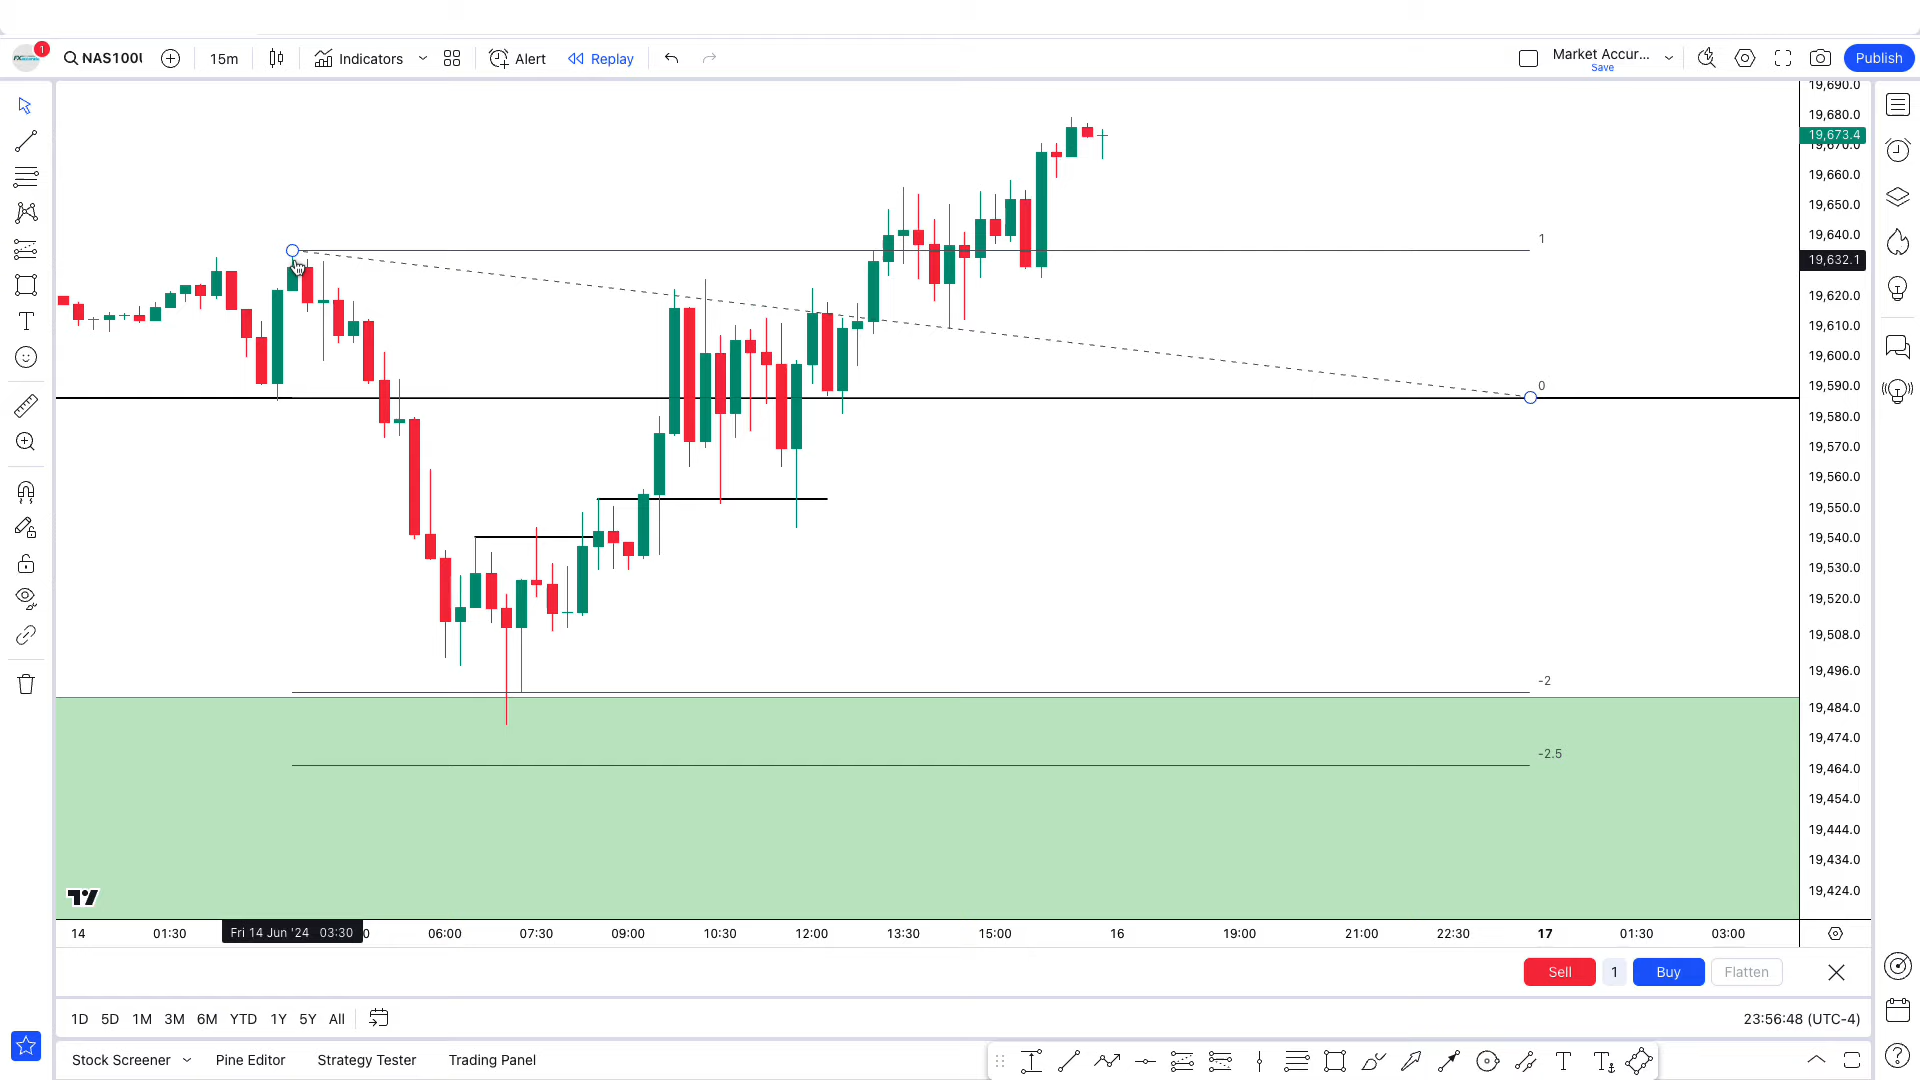 1
NAS100U
15m
Indicators
Alert
Replay
Market Accur...
Save
Publish
19,690.0
19,680.0
19,673.4
19,670.0
19,660.0
19,650.0
19,640.0
19,632.1
19,620.0
19,610.0
19,600.0
19,590.0
19,580.0
19,570.0
19,560.0
19,550.0
19,540.0
19,530.0
19,520.0
19,508.0
19,496.0
19,484.0
19,474.0
19,464.0
19,454.0
19,444.0
19,434.0
19,424.0
1
0
-2
-2.5
14 01:30 Fri 14 Jun '24 03:30 06:00 07:30 09:00 10:30 12:00 13:30 15:00 16 19:00 21:00 22:30 17 01:30 03:00
Sell 1 Buy Flatten
1D 5D 1M 3M 6M YTD 1Y 5Y All
23:56:48 (UTC-4)
Stock Screener Pine Editor Strategy Tester Trading Panel